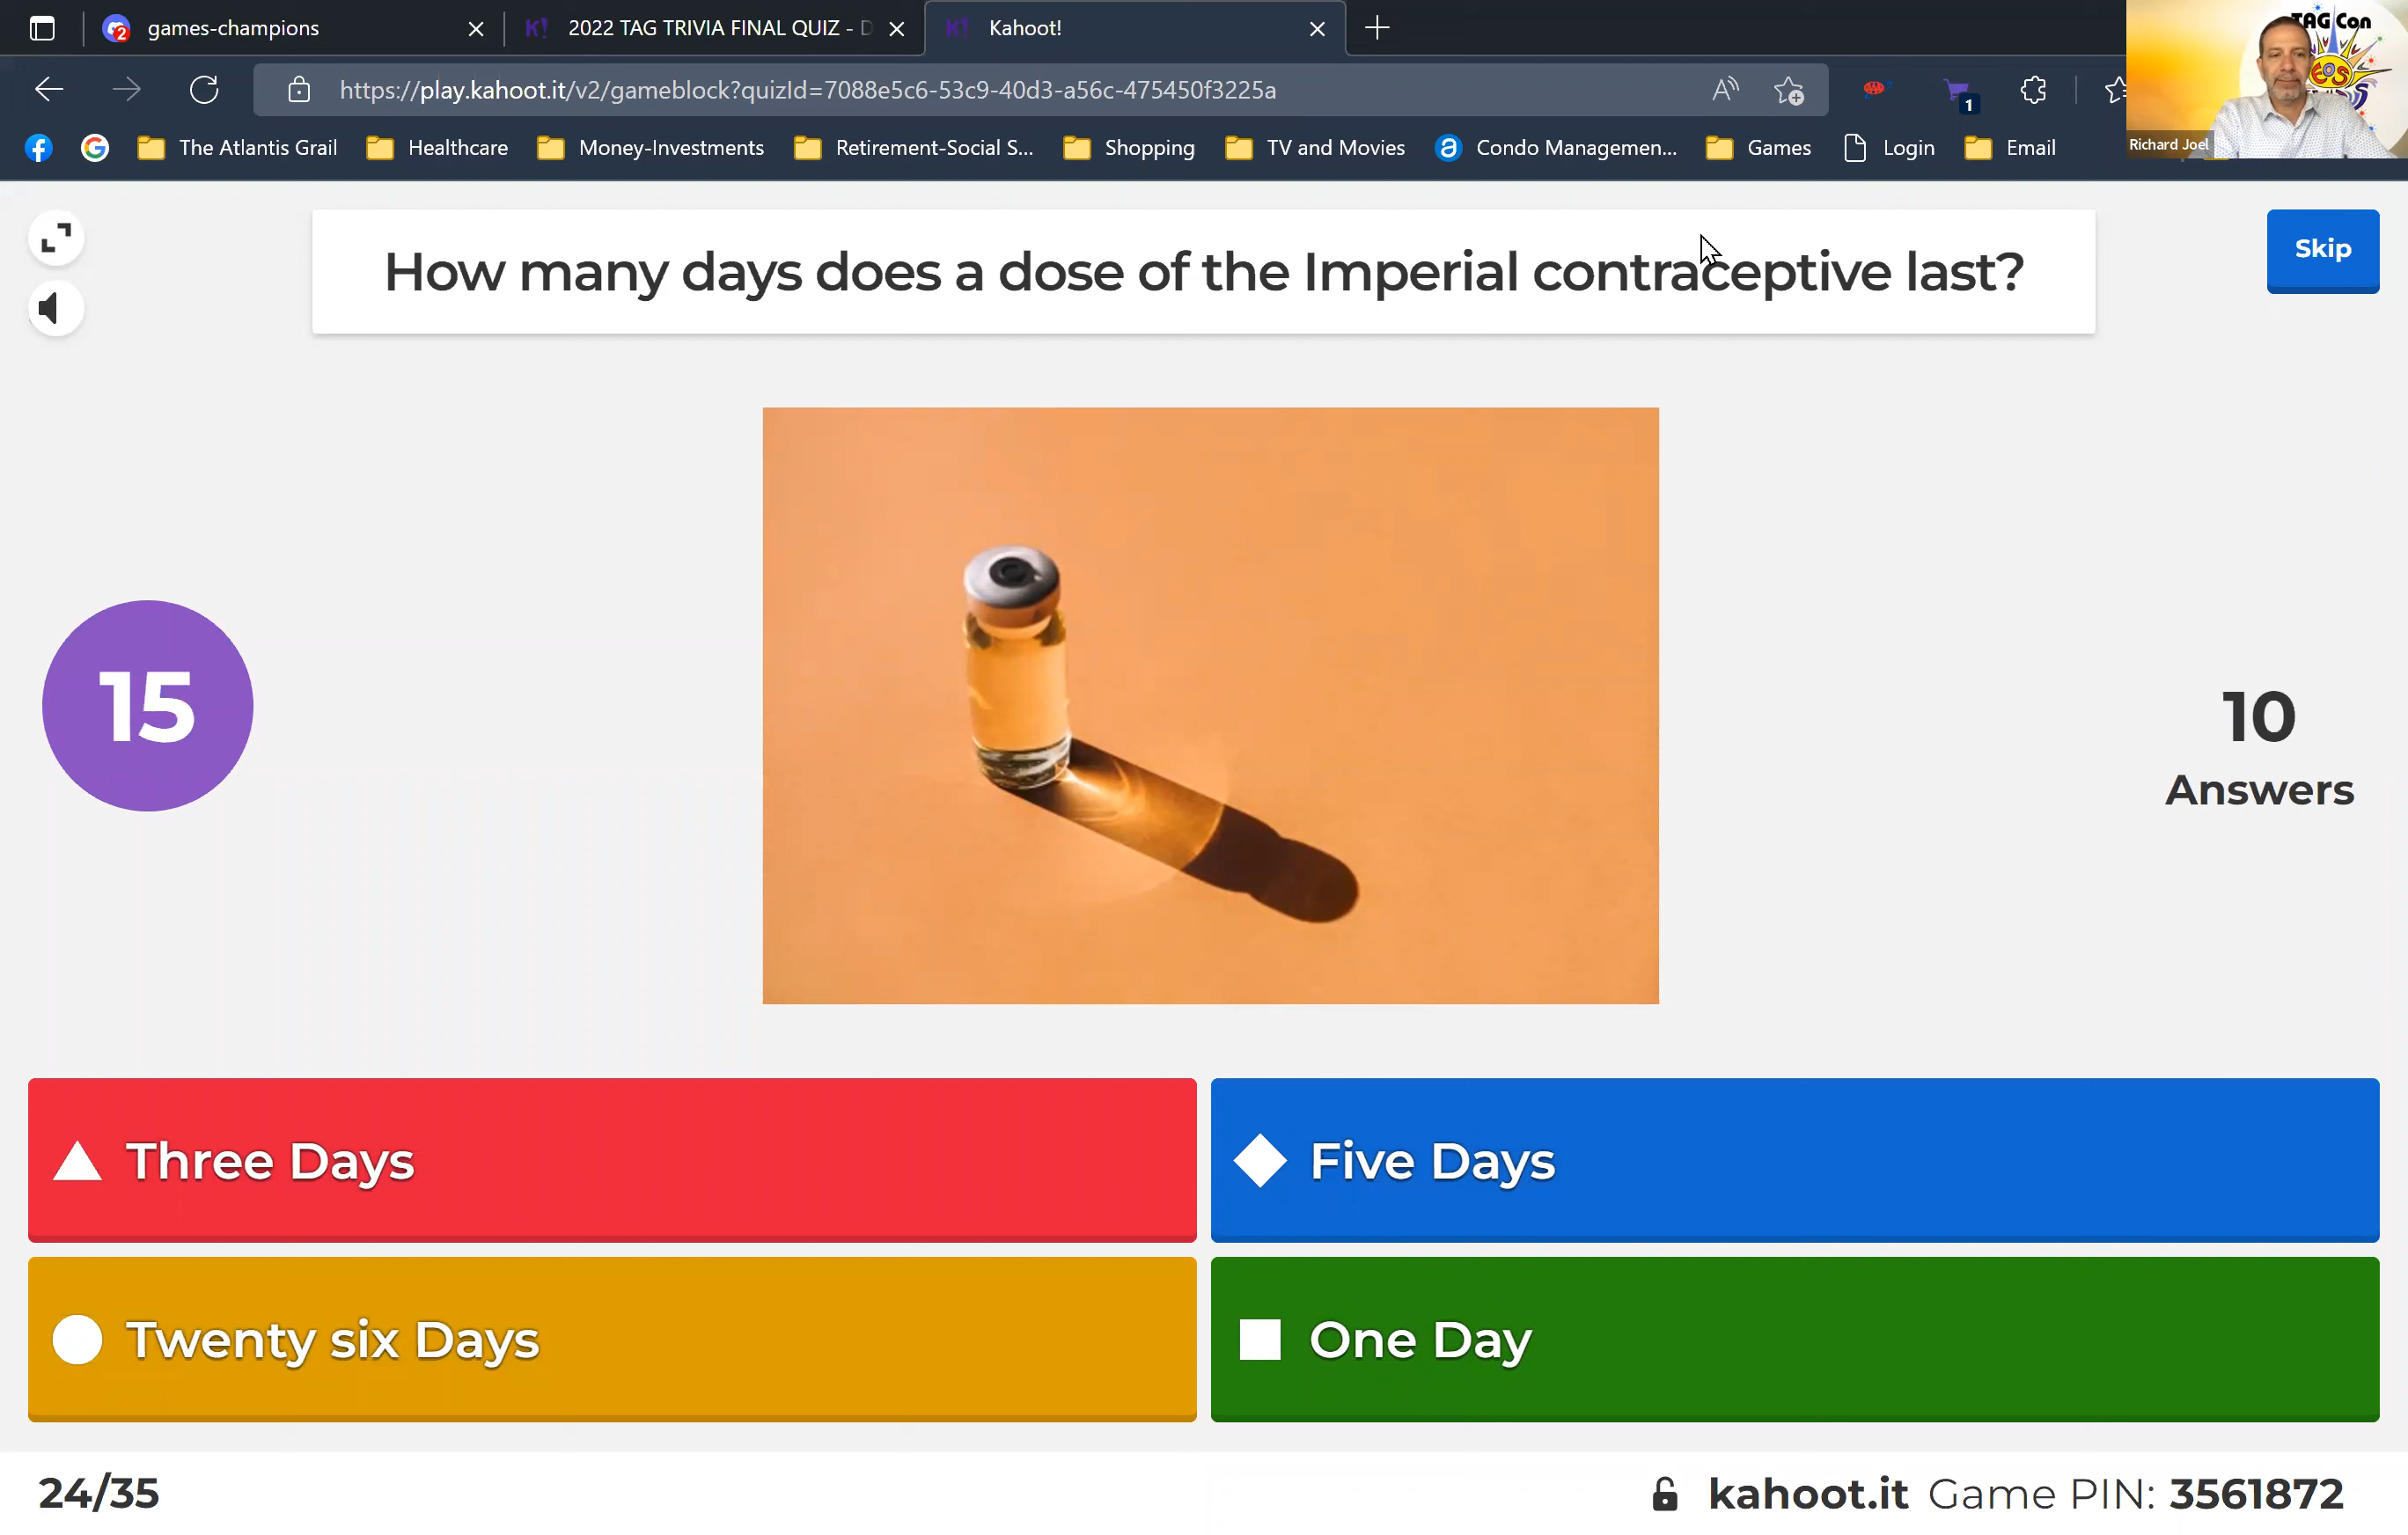 games-champions
2022 TAG TRIVIA FINAL QUIZ - D
Kahoot!
https://play.kahoot.it/v2/gameblock?quizId=7088e5c6-53c9-40d3-a56c-475450f3225a
1
2
TAG Con
Richard Joel
The Atlantis Grail
Healthcare
Money-Investments
Retirement-Social S...
Shopping
TV and Movies
Condo Managemen...
Games
Login
Email
How many days does a dose of the Imperial contraceptive last?
Skip
15
10
Answers
Three Days
Five Days
Twenty six Days
One Day
24/35
kahoot.it Game PIN: 3561872